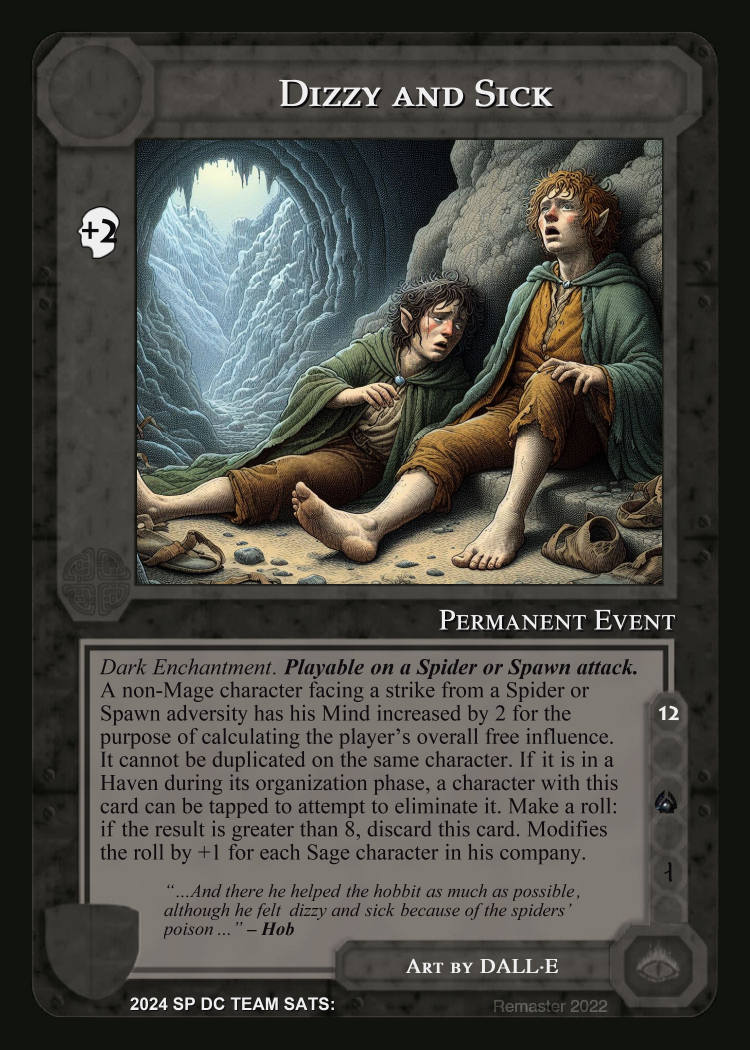 Dizzy and Sick
+2
Permanent Event
Dark Enchantment. Playable on a Spider or Spawn attack.
A non-Mage character facing a strike from a Spider or
Spawn adversity has his Mind increased by 2 for the
purpose of calculating the player's overall free influence.
It cannot be duplicated on the same character. If it is in a
Haven during its organization phase, a character with this
card can be tapped to attempt to eliminate it. Make a roll:
if the result is greater than 8, discard this card. Modifies
the roll by +1 for each Sage character in his company.
12
“...And there he helped the hobbit as much as possible,
although he felt dizzy and sick because of the spiders’
poison ...” – Hob
Art by DALL·E
2024 SP DC TEAM SATS:
Remaster 2022